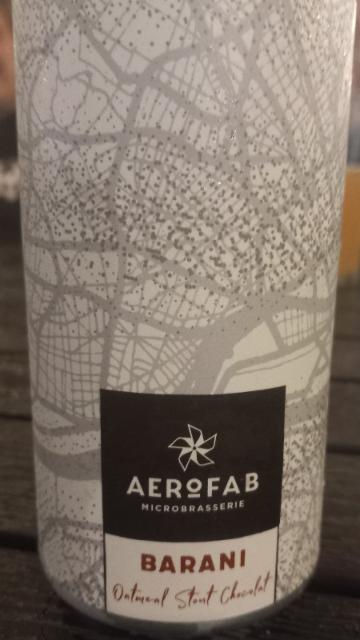 AEROFAB
MICROBRASSERIE
BARANI
Oatmeal Stout Chocolat